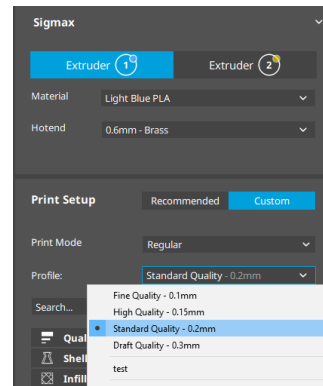 Sigmax
Extruder 1
Extruder 2
Material Light Blue PLA
Hotend 0.6mm - Brass
Print Setup Recommended Custom
Print Mode Regular
Profile: Standard Quality - 0.2mm
Search...
Fine Quality - 0.1mm
High Quality - 0.15mm
Standard Quality - 0.2mm
Draft Quality - 0.3mm
test
Qual
Shell
Infill